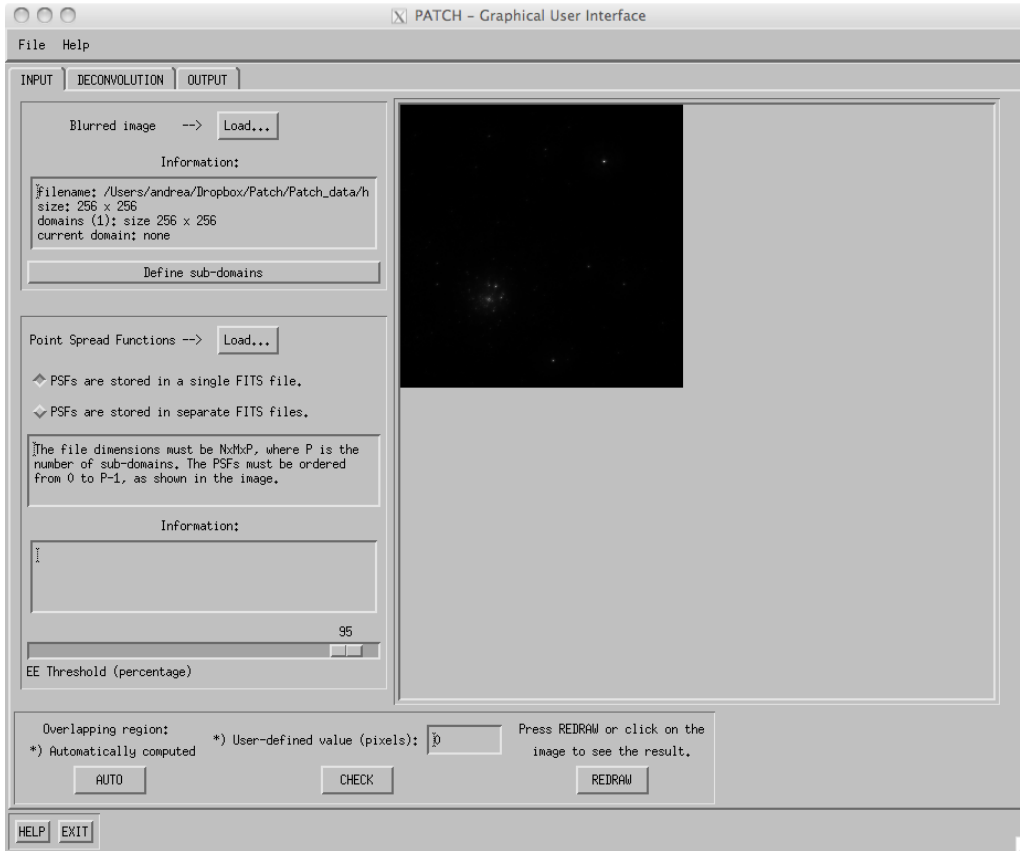 PATCH - Graphical User Interface
File Help
INPUT DECONVOLUTION OUTPUT
Blurred image --> Load...
Information:
filename: /Users/andrea/Dropbox/Patch/Patch_data/h
size: 256 x 256
domains (1): size 256 x 256
current domain: none
Define sub-domains
Point Spread Functions --> Load...
PSFs are stored in a single FITS file.
PSFs are stored in separate FITS files.
The file dimensions must be NxMxP, where P is the
number of sub-domains. The PSFs must be ordered
from 0 to P-1, as shown in the image.
Information:
95
EE Threshold (percentage)
Overlapping region:
*) Automatically computed
AUTO
*) User-defined value (pixels): 0
CHECK
Press REDRAW or click on the
image to see the result.
REDRAW
HELP EXIT